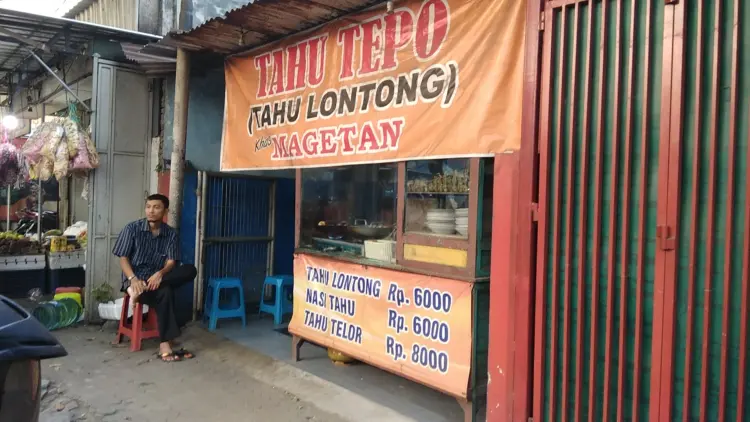 TAHU TEPO
(TAHU LONTONG)
Khas MAGETAN
TAHU LONTONG Rp. 6000
NASI TAHU Rp. 6000
TAHU TELOR Rp. 8000